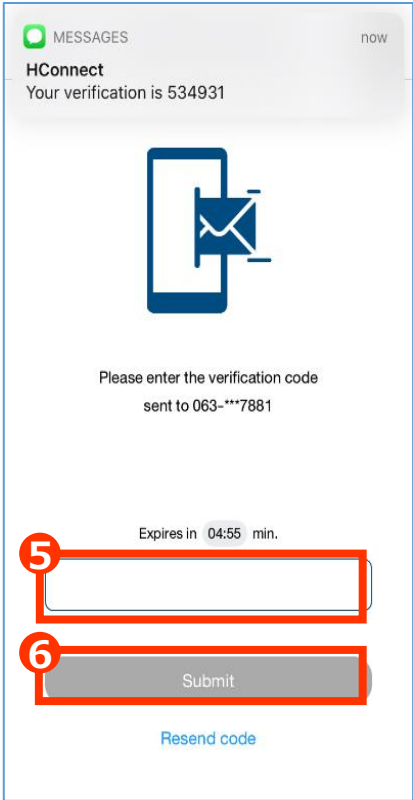 MESSAGES now
HConnect
Your verification is 534931
Please enter the verification code
sent to 063-***7881
Expires in 04:55 min.
5
6
Submit
Resend code